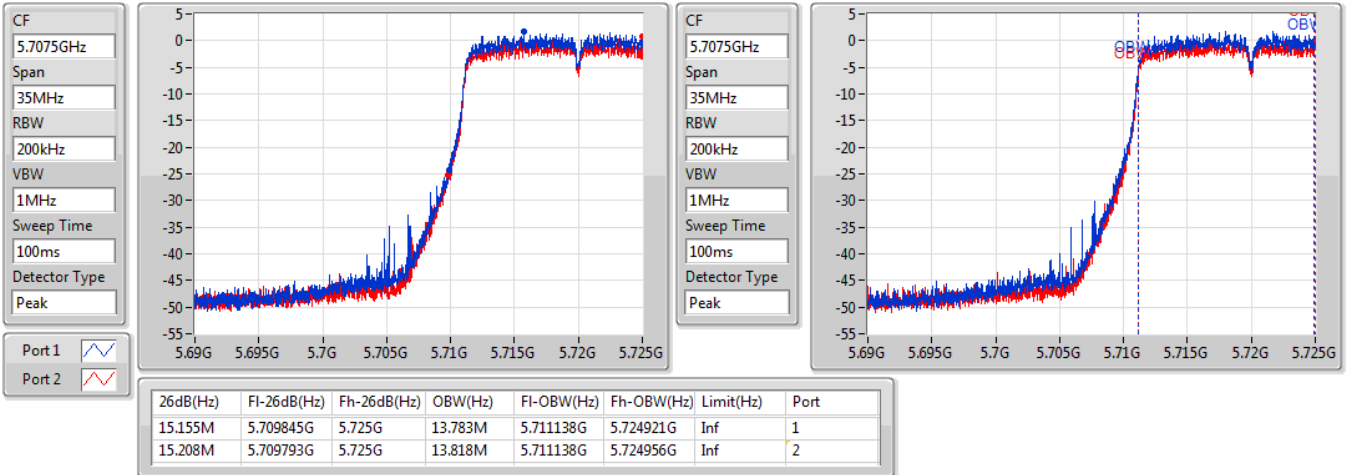 CF
5.7075GHz
Span
35MHz
RBW
200kHz
VBW
1MHz
Sweep Time
100ms
Detector Type
Peak
Port 1
Port 2
5
0
-5
-10
-15
-20
-25
-30
-35
-40
-45
-50
-55
5.69G 5.695G 5.7G 5.705G 5.71G 5.715G 5.72G 5.725G
CF
5.7075GHz
Span
35MHz
RBW
200kHz
VBW
1MHz
Sweep Time
100ms
Detector Type
Peak
5
0
-5
-10
-15
-20
-25
-30
-35
-40
-45
-50
-55
OBW
OBW
OBW
OBW
5.69G 5.695G 5.7G 5.705G 5.71G 5.715G 5.72G 5.725G
26dB(Hz) Fl-26dB(Hz) Fh-26dB(Hz) OBW(Hz) Fl-OBW(Hz) Fh-OBW(Hz) Limit(Hz) Port
15.155M 5.709845G 5.725G 13.783M 5.711138G 5.724921G Inf 1
15.208M 5.709793G 5.725G 13.818M 5.711138G 5.724956G Inf 2